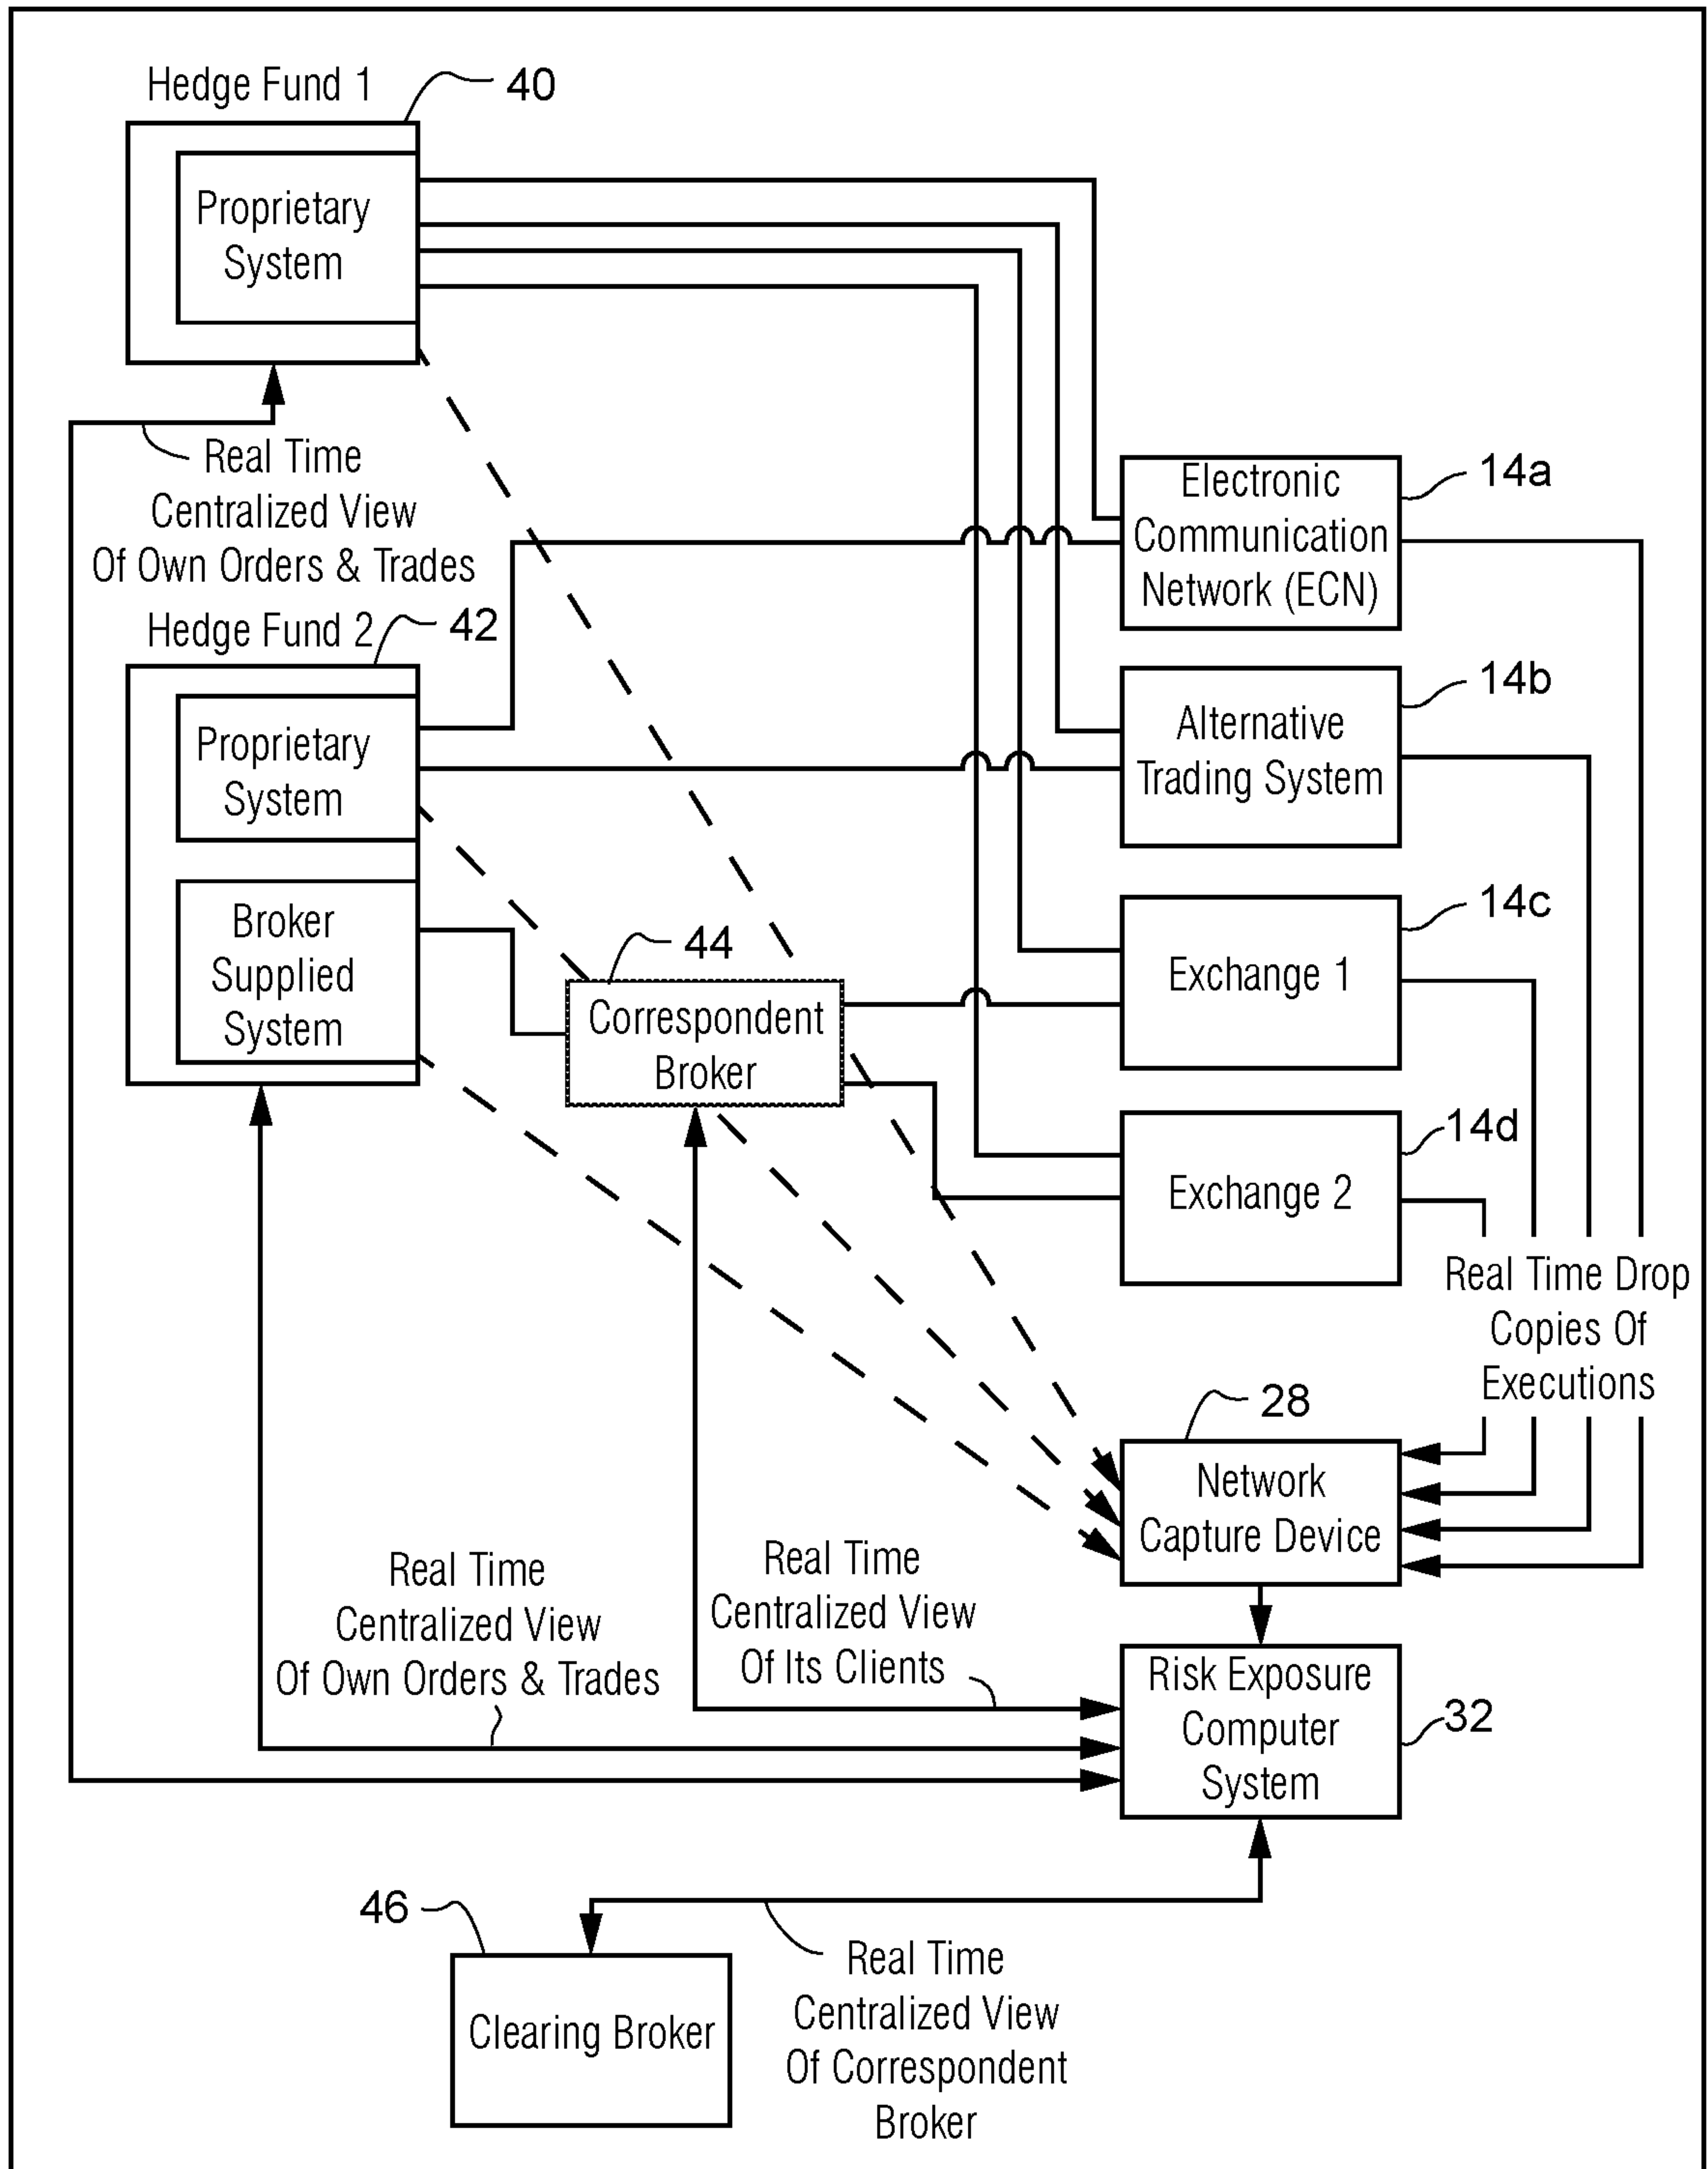 Hedge Fund 1
40
Proprietary
System
Real Time
Centralized View
Of Own Orders & Trades
Hedge Fund 2
42
Proprietary
System
Broker
Supplied
System
44
Correspondent
Broker
Electronic
Communication
Network (ECN)
14a
Alternative
Trading System
14b
Exchange 1
14c
Exchange 2
14d
Real Time Drop
Copies Of
Executions
28
Network
Capture Device
Real Time
Centralized View
Of Own Orders & Trades
Real Time
Centralized View
Of Its Clients
Risk Exposure
Computer
System
32
46
Clearing Broker
Real Time
Centralized View
Of Correspondent
Broker